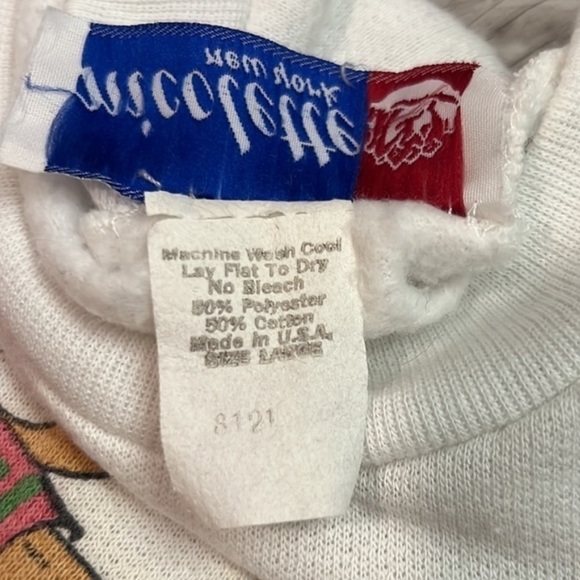 nicolette
new york
Machine Wash Cool
Lay Flat To Dry
No Bleach
50% Polyester
50% Cotton
Made In U.S.A.
SIZE LARGE
8121